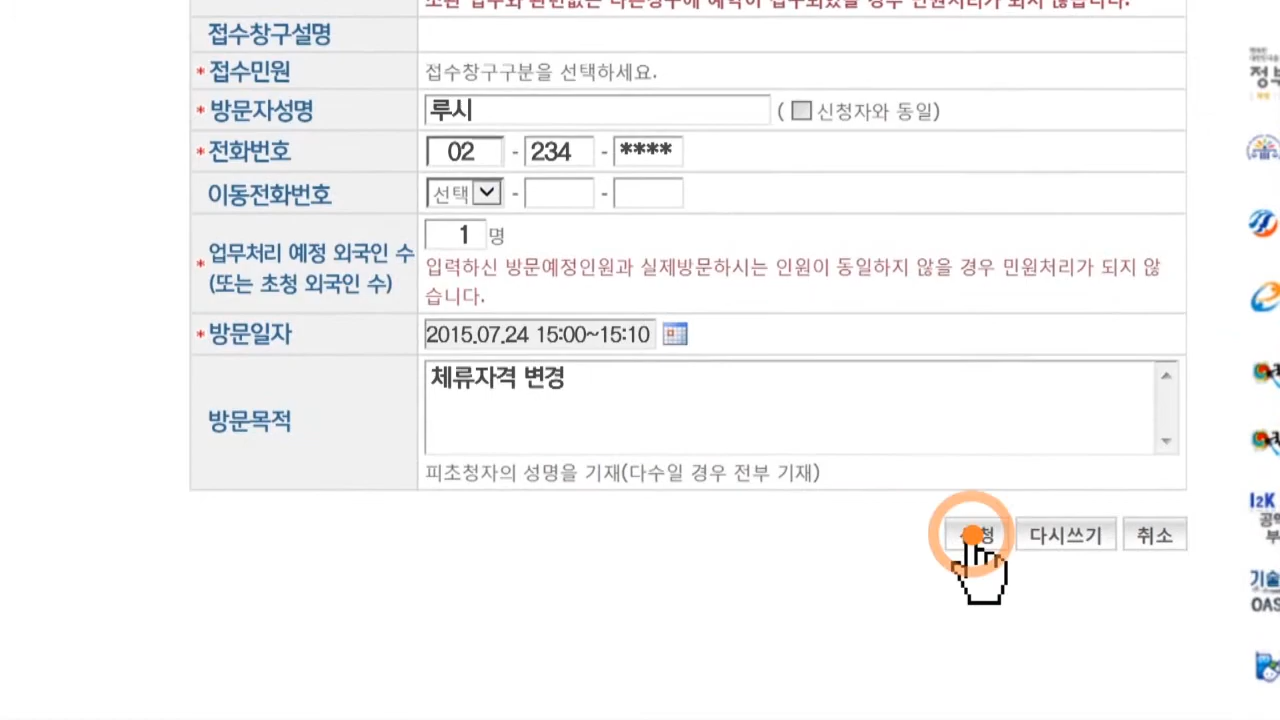 접수창구설명
* 접수민원 접수창구구분을 선택하세요.
* 방문자성명 루시 ( 신청자와 동일)
* 전화번호 02 - 234 - ****
이동전화번호 선택 - -
* 업무처리 예정 외국인 수
(또는 초청 외국인 수)
1 명
입력하신 방문예정인원과 실제방문하시는 인원이 동일하지 않을 경우 민원처리가 되지 않
습니다.
* 방문일자 2015.07.24 15:00~15:10
방문목적
체류자격 변경
피초청자의 성명을 기재(다수일 경우 전부 기재)
다시쓰기 취소
I2K
기술
OAS